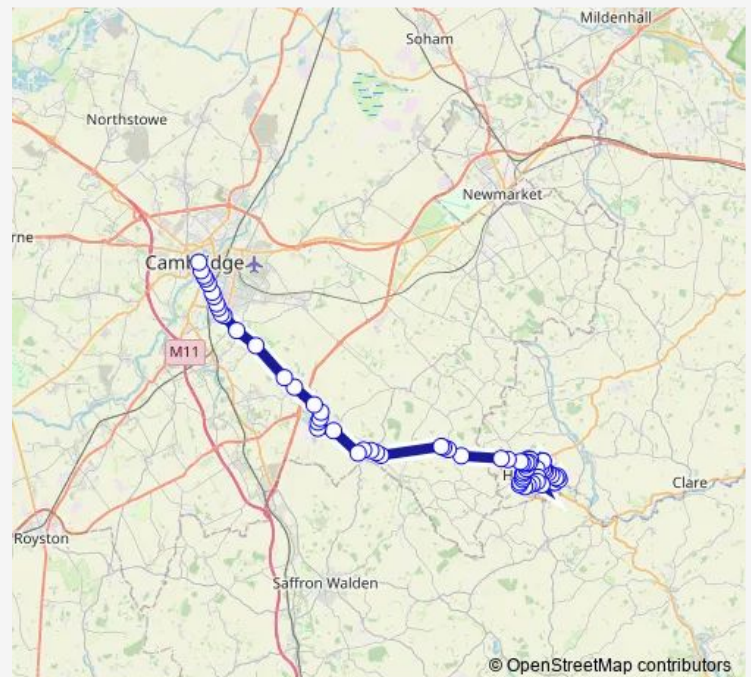 Mildenhall
Soham
Northstowe
Newmarket
rne
Cambridge
M11
H
Clare
Royston
Saffron Walden
© OpenStreetMap contributors